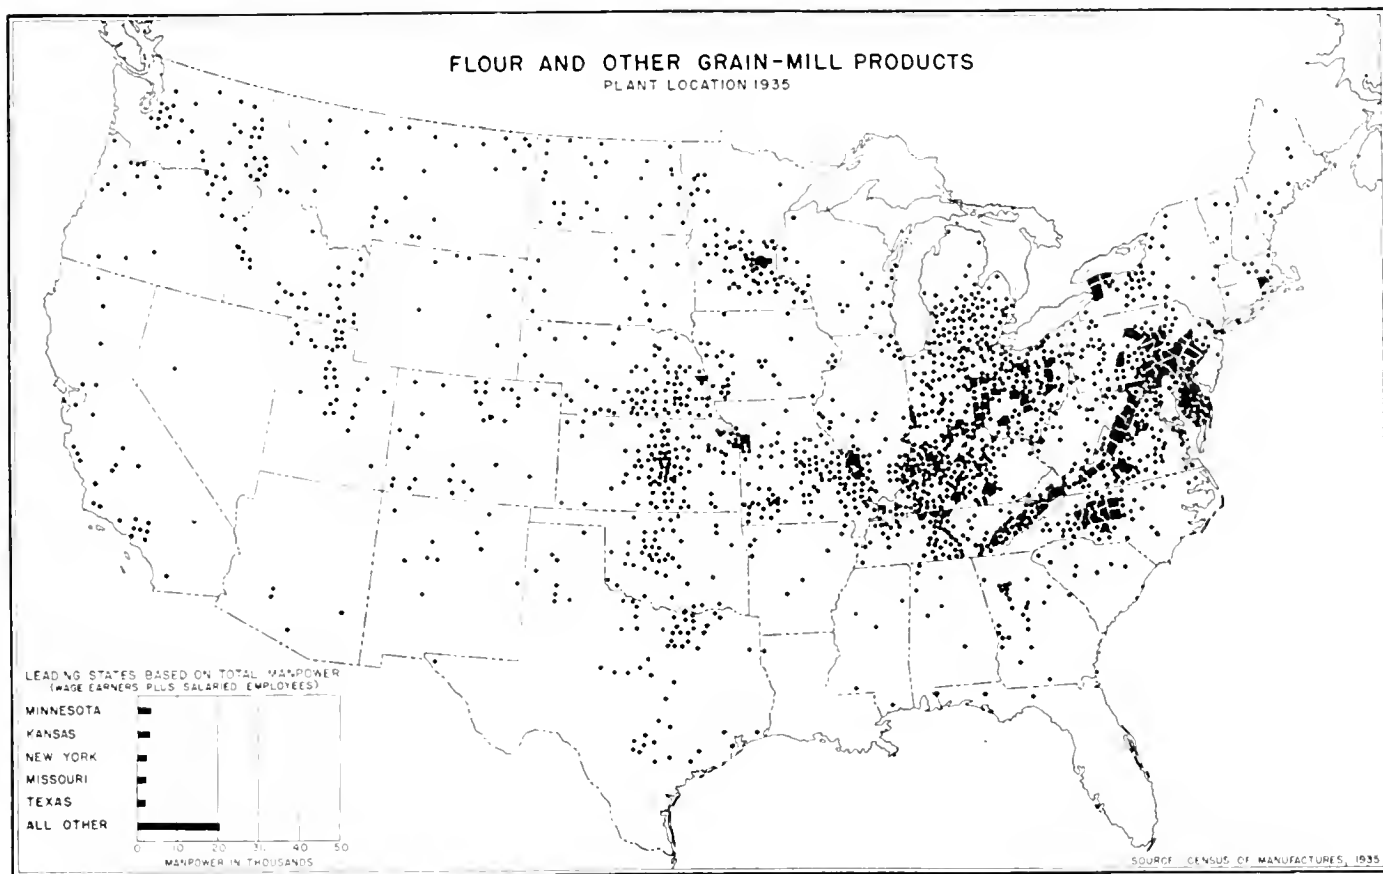 FLOUR AND OTHER GRAIN-MILL PRODUCTS
PLANT LOCATION 1935
LEADING STATES BASED ON TOTAL MANPOWER
(WAGE EARNERS PLUS SALARIED EMPLOYEES)
MINNESOTA
KANSAS
NEW YORK
MISSOURI
TEXAS
ALL OTHER
0 10 20 30 40 50
MANPOWER IN THOUSANDS
SOURCE: CENSUS OF MANUFACTURES, 1935